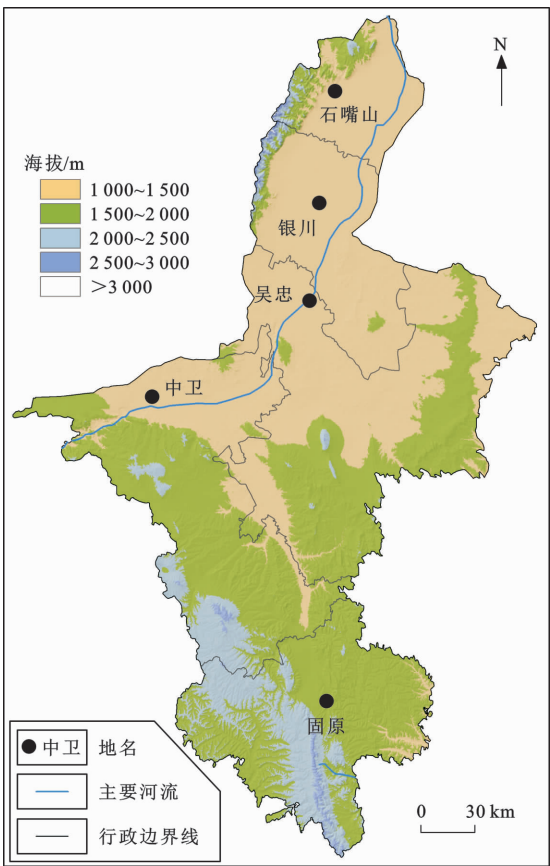 N
石嘴山
海拔/m
1 000~1 500
1 500~2 000
2 000~2 500
2 500~3 000
>3 000
银川
吴忠
中卫
固原
中卫 地名
主要河流
行政边界线
0 30 km